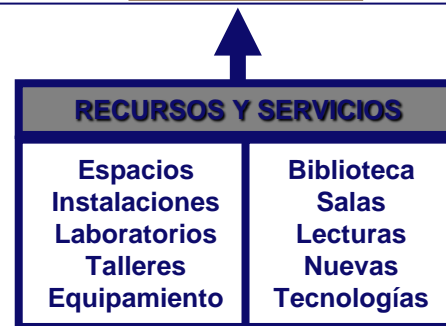 RECURSOS Y SERVICIOS
Espacios
Instalaciones
Laboratorios
Talleres
Equipamiento
Biblioteca
Salas
Lecturas
Nuevas
Tecnologías